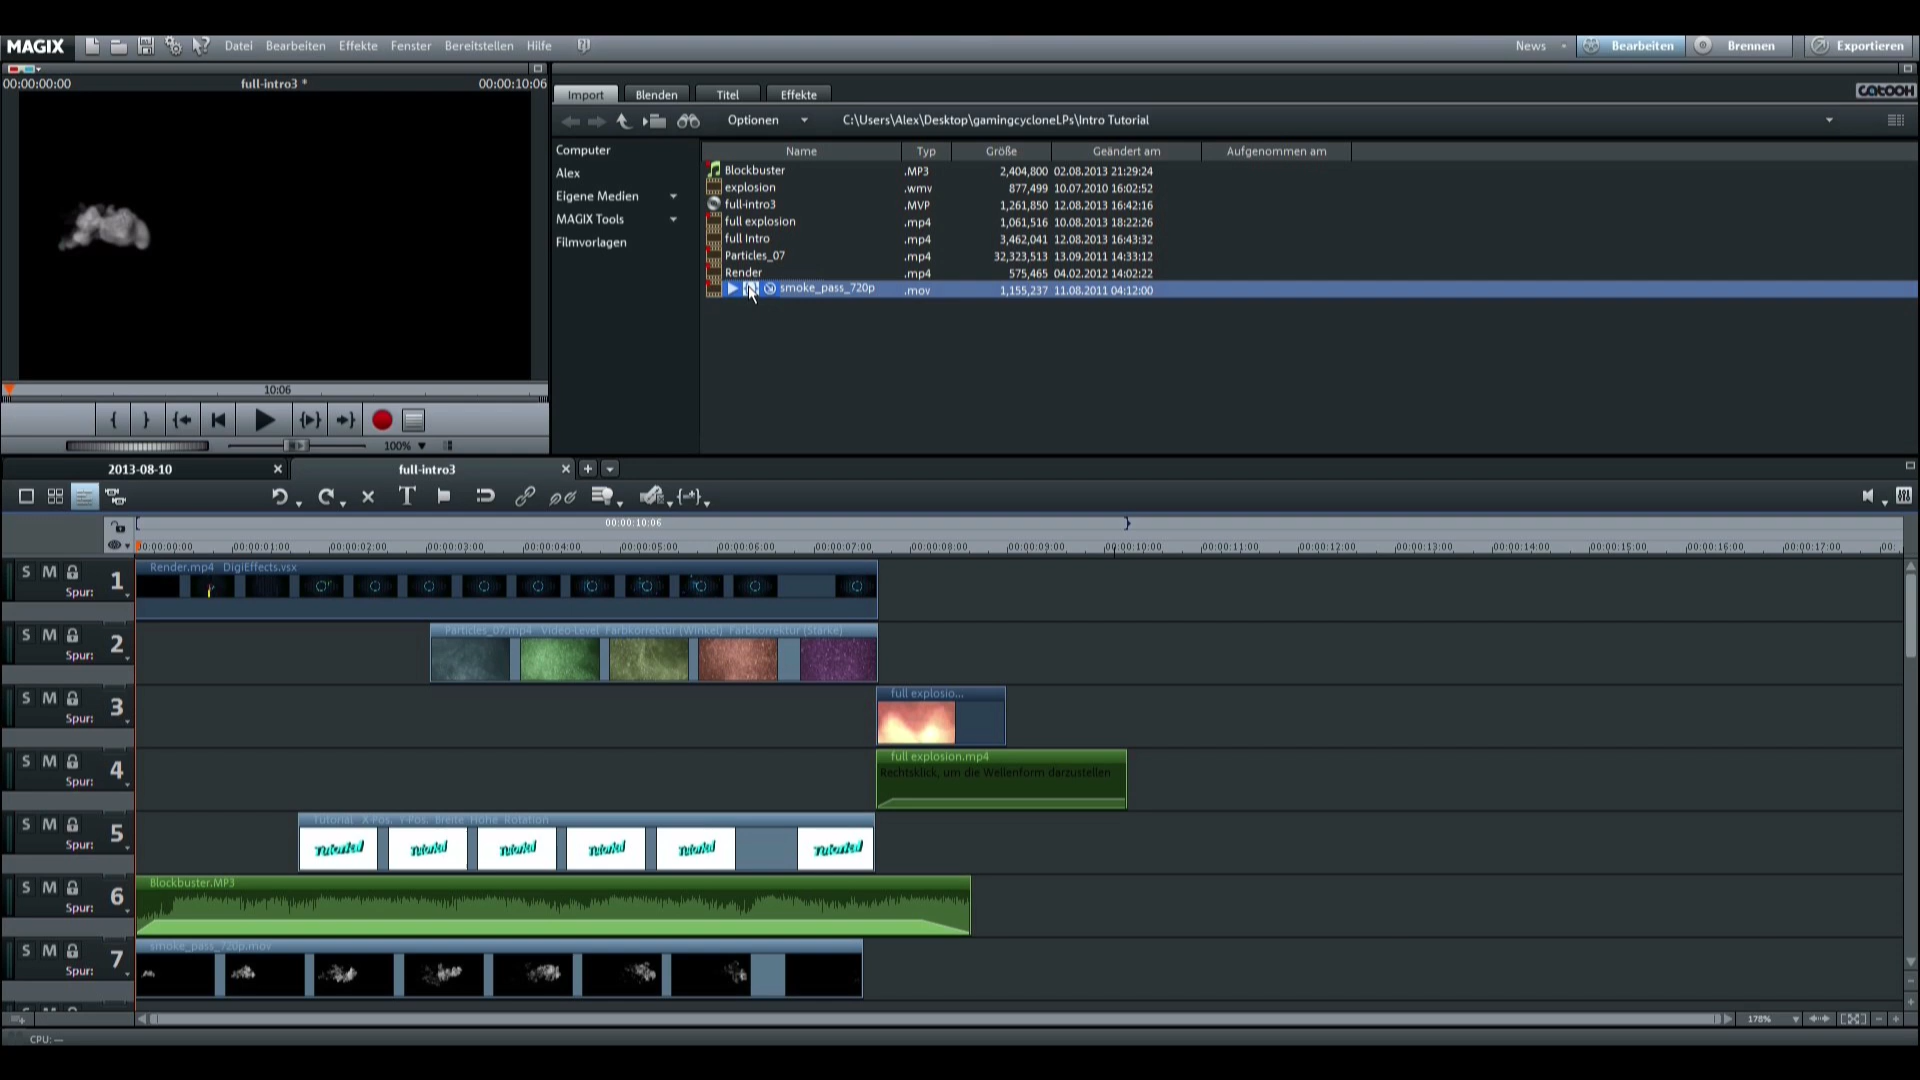 MAGIX Datei Bearbeiten Effekte Fenster Bereitstellen Hilfe News Bearbeiten Brennen Exportieren
00:00:00:00 full-intro3 * 00:00:10:06
Import Blenden Titel Effekte catooh
Optionen C:\Users\Alex\Desktop\gamingcycloneLPs\Intro Tutorial
Computer
Alex
Eigene Medien
MAGIX Tools
Filmvorlagen
Name Typ Größe Geändert am Aufgenommen am
Blockbuster .MP3 2,404,800 02.08.2013 21:29:24
explosion .wmv 877,499 10.07.2010 16:02:52
full-intro3 .MVP 1,261,850 12.08.2013 16:42:16
full explosion .mp4 1,061,516 10.08.2013 18:22:26
full Intro .mp4 3,462,041 12.08.2013 16:43:32
Particles_07 .mp4 32,323,513 13.09.2011 14:33:12
Render .mp4 575,465 04.02.2012 14:02:22
smoke_pass_720p .mov 1,155,237 11.08.2011 04:12:00
10:06
100%
2013-08-10 full-intro3
00:00:10:06
00:00:00:00 00:00:01:00 00:00:02:00 00:00:03:00 00:00:04:00 00:00:05:00 00:00:06:00 00:00:07:00 00:00:08:00 00:00:09:00 00:00:10:00 00:00:11:00 00:00:12:00 00:00:13:00 00:00:14:00 00:00:15:00 00:00:16:00 00:00:17:00 00:
S M 1 Render.mp4 DigiEffects.vsx
Spur:
S M 2 Particles_07.mp4 Video-Level Farbkorrektur (Winkel) Farbkorrektur (Stärke)
Spur:
S M 3 full explosio...
Spur:
S M 4 full explosion.mp4
Spur: Rechtsklick, um die Wellenform darzustellen
S M 5 Tutorial X-Pos. Y-Pos. Breite Höhe Rotation
Spur: Tutorial Tutorial Tutorial Tutorial Tutorial Tutorial
S M 6 Blockbuster.MP3
Spur:
S M 7 smoke_pass_720p.mov
Spur:
178%
CPU: —